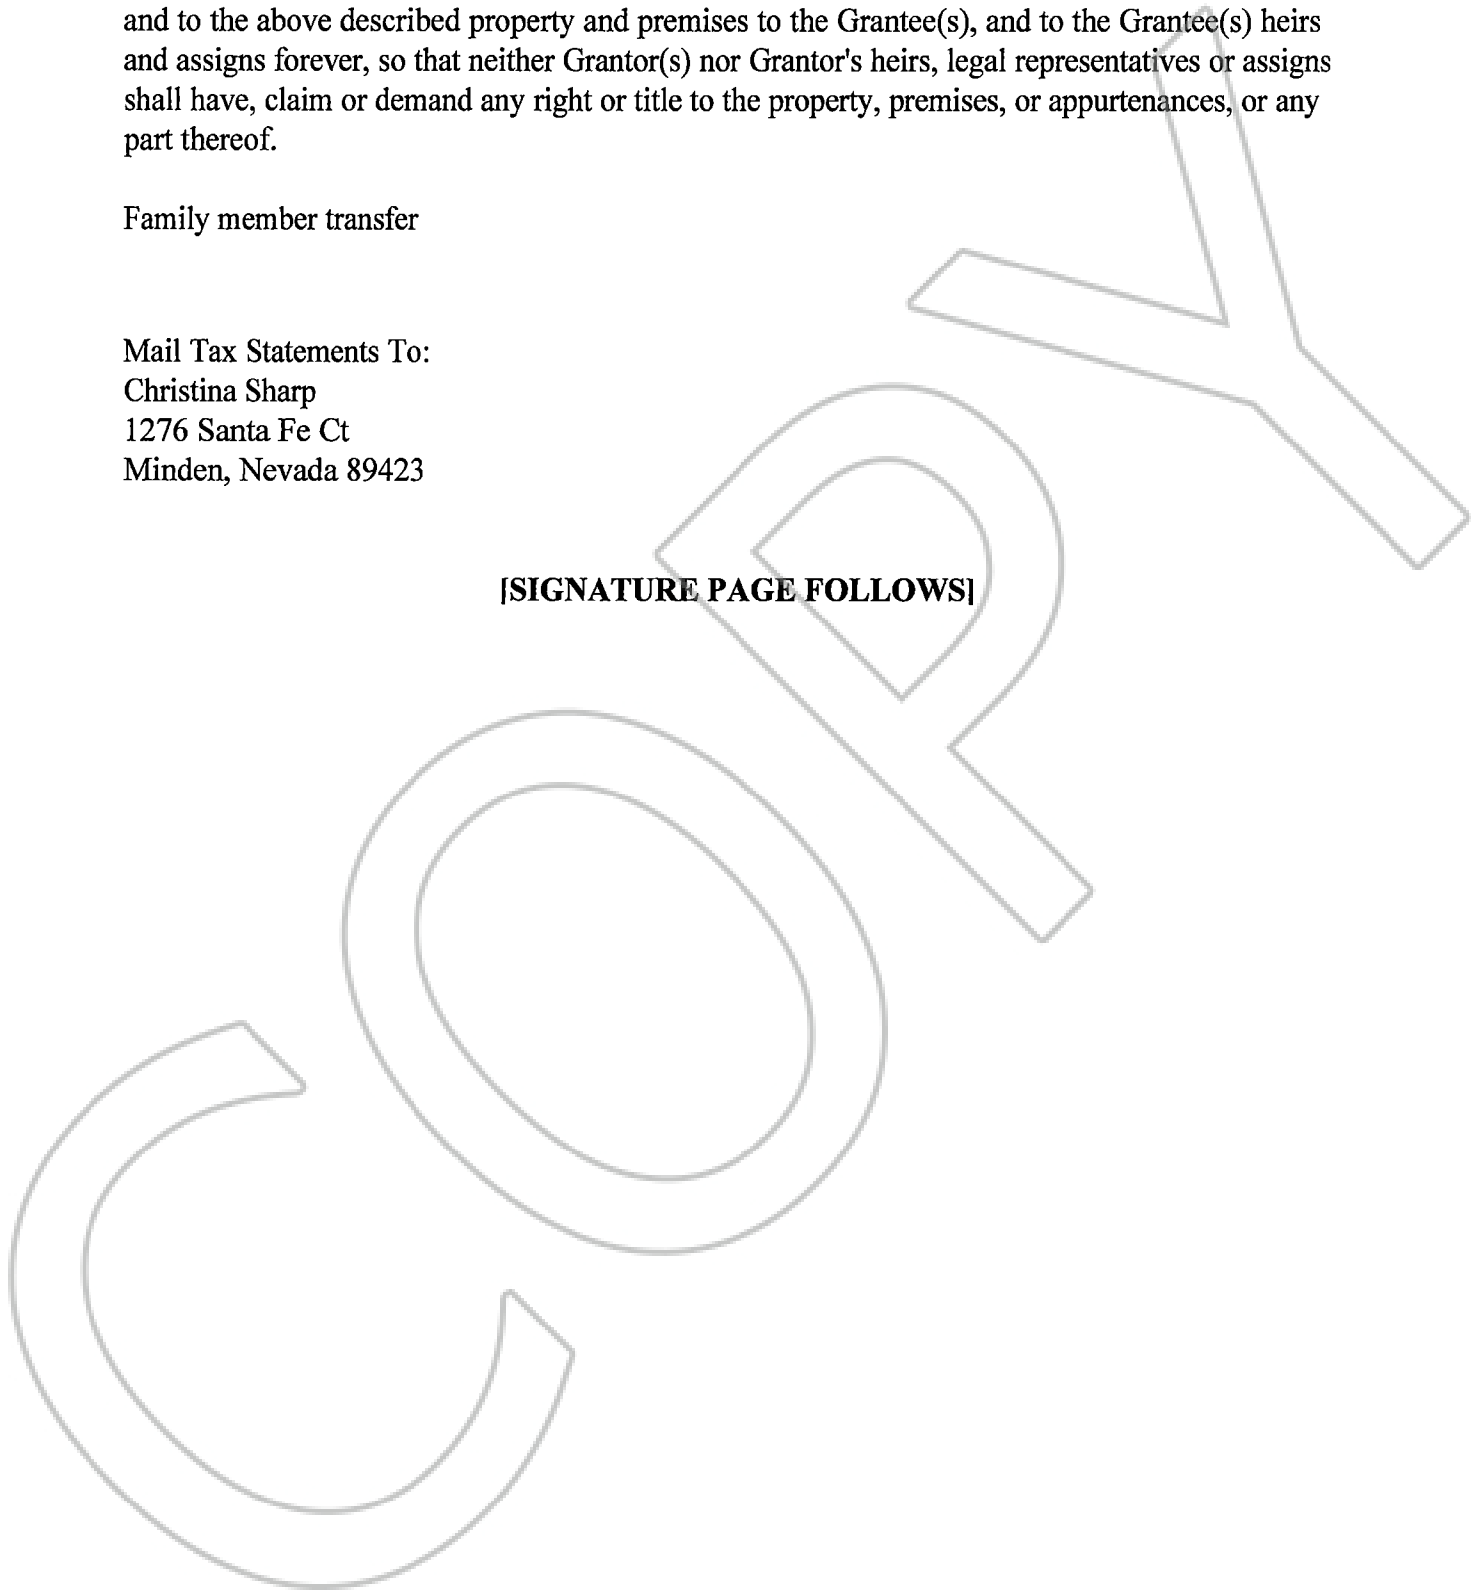 and to the above described property and premises to the Grantee(s), and to the Grantee(s) heirs
and assigns forever, so that neither Grantor(s) nor Grantor's heirs, legal representatives or assigns
shall have, claim or demand any right or title to the property, premises, or appurtenances, or any
part thereof.
Family member transfer
Mail Tax Statements To:
Christina Sharp
1276 Santa Fe Ct
Minden, Nevada 89423
[SIGNATURE PAGE FOLLOWS]
COPY